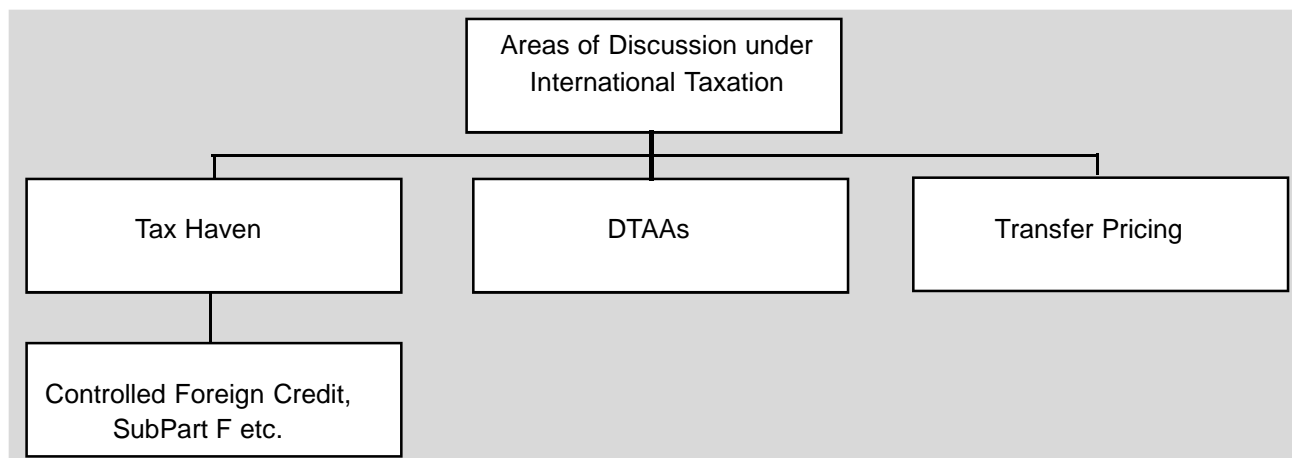 Areas of Discussion under
International Taxation
Tax Haven
DTAAs
Transfer Pricing
Controlled Foreign Credit,
SubPart F etc.